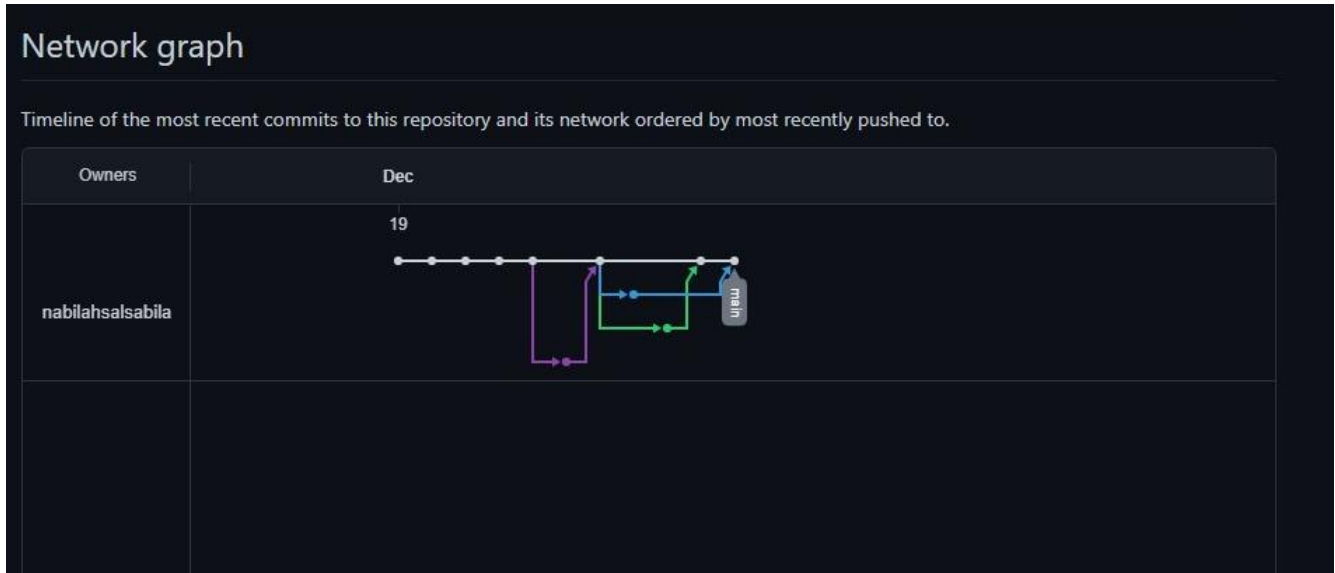 Network graph
Timeline of the most recent commits to this repository and its network ordered by most recently pushed to.
Owners Dec
19
nabilahsalsabila
main